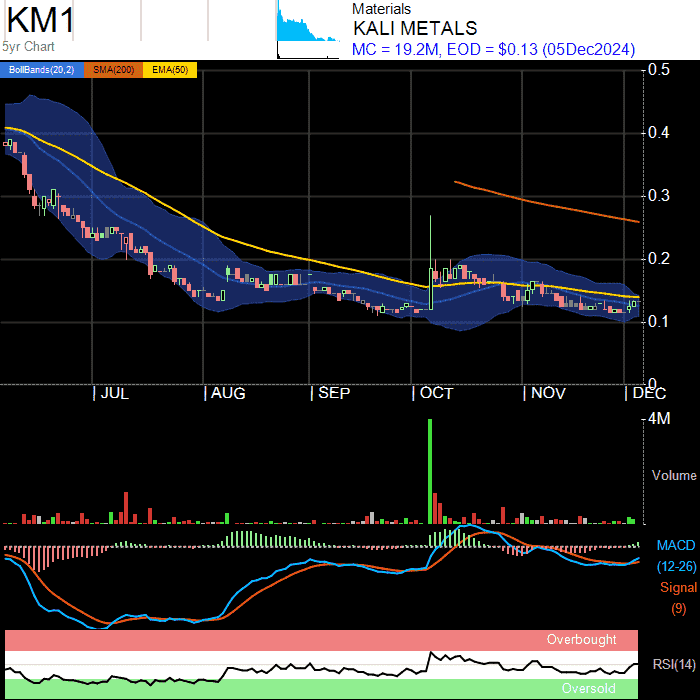 KM1
5yr Chart
Materials
KALI METALS
MC = 19.2M, EOD = $0.13 (05Dec2024)
BollBands(20,2) SMA(200) EMA(50)
0.5
0.4
0.3
0.2
0.1
0
JUL AUG SEP OCT NOV DEC
4M
Volume
MACD
(12-26)
Signal
(9)
Overbought
RSI(14)
Oversold